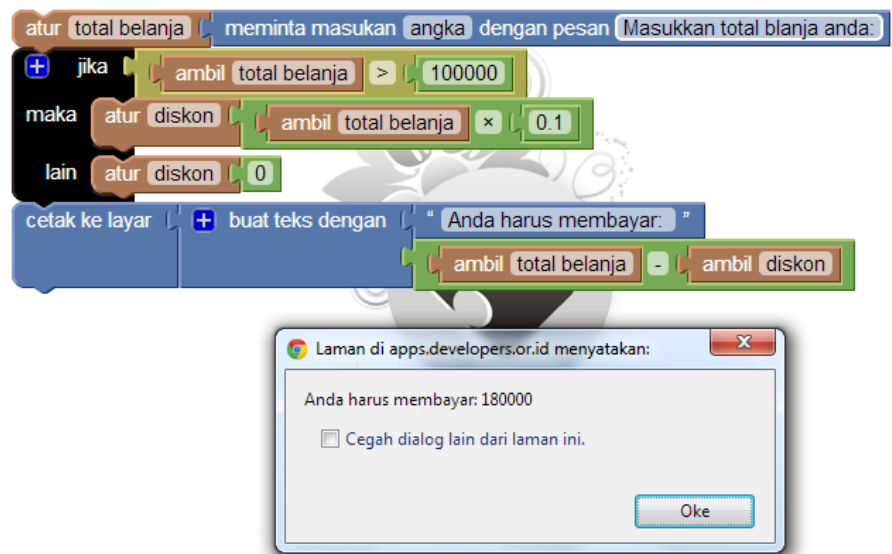 atur total belanja meminta masukan angka dengan pesan Masukkan total blanja anda:
jika ambil total belanja > 100000
maka atur diskon ambil total belanja × 0.1
lain atur diskon 0
cetak ke layar buat teks dengan “ Anda harus membayar: ”
ambil total belanja - ambil diskon
Laman di apps.developers.or.id menyatakan:
Anda harus membayar: 180000
Cegah dialog lain dari laman ini.
Oke